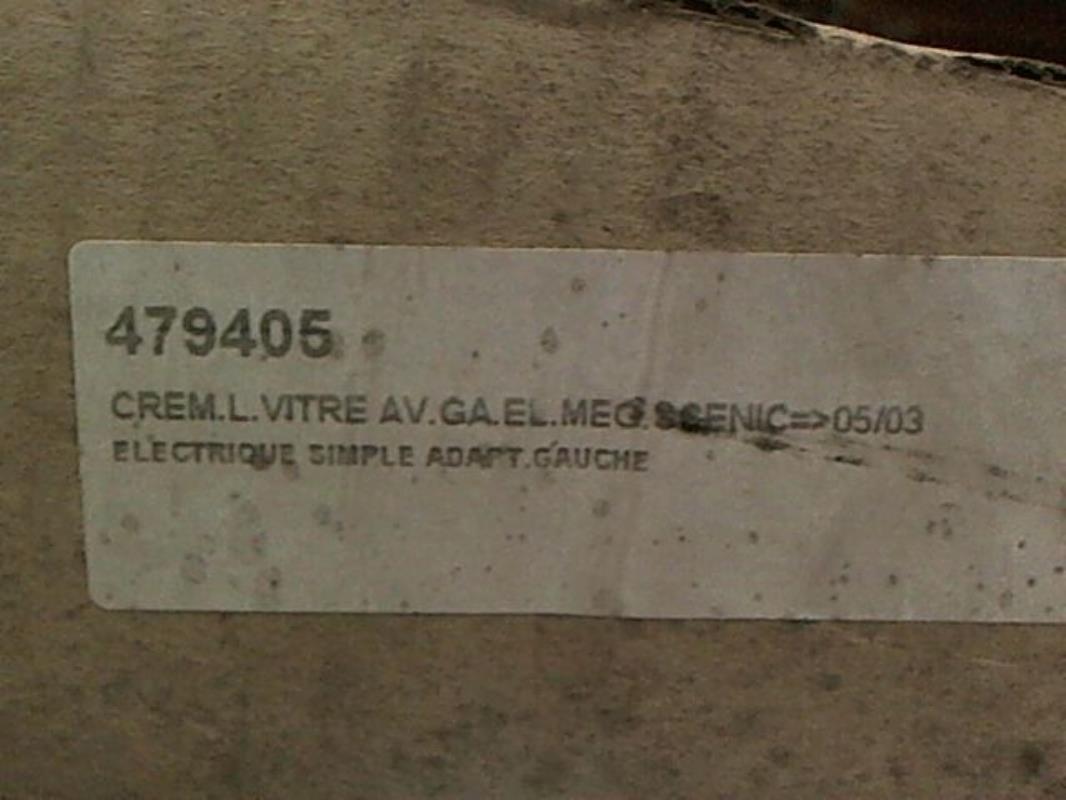 479405
CREM.L.VITRE AV.GA.EL.MEG.SCENIC=>05/03
ELECTRIQUE SIMPLE ADAPT.GAUCHE